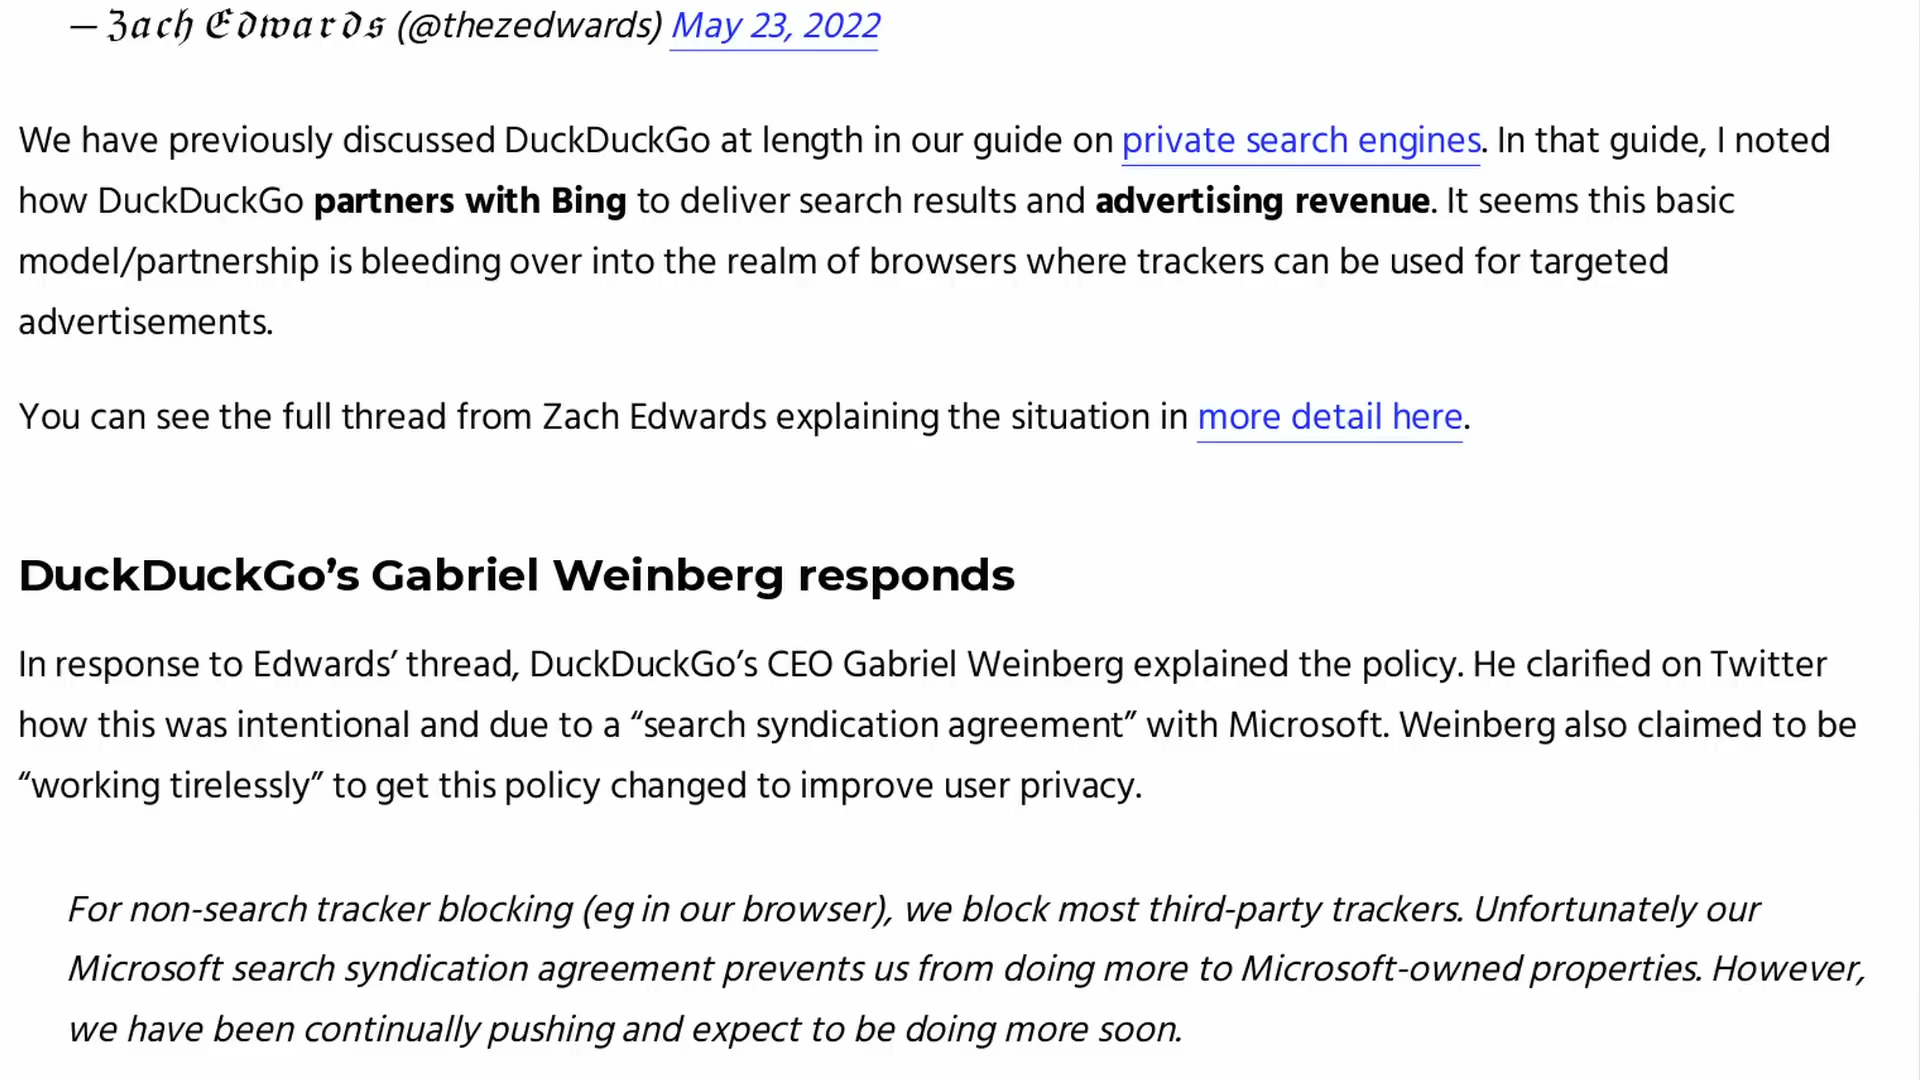 — 𝖅𝖆𝖈𝖍 𝕰𝖉𝖜𝖆𝖗𝖉𝖘 (@thezedwards) May 23, 2022
We have previously discussed DuckDuckGo at length in our guide on private search engines. In that guide, I noted
how DuckDuckGo partners with Bing to deliver search results and advertising revenue. It seems this basic
model/partnership is bleeding over into the realm of browsers where trackers can be used for targeted
advertisements.
You can see the full thread from Zach Edwards explaining the situation in more detail here.
DuckDuckGo’s Gabriel Weinberg responds
In response to Edwards’ thread, DuckDuckGo’s CEO Gabriel Weinberg explained the policy. He clarified on Twitter
how this was intentional and due to a “search syndication agreement” with Microsoft. Weinberg also claimed to be
“working tirelessly” to get this policy changed to improve user privacy.
For non-search tracker blocking (eg in our browser), we block most third-party trackers. Unfortunately our
Microsoft search syndication agreement prevents us from doing more to Microsoft-owned properties. However,
we have been continually pushing and expect to be doing more soon.